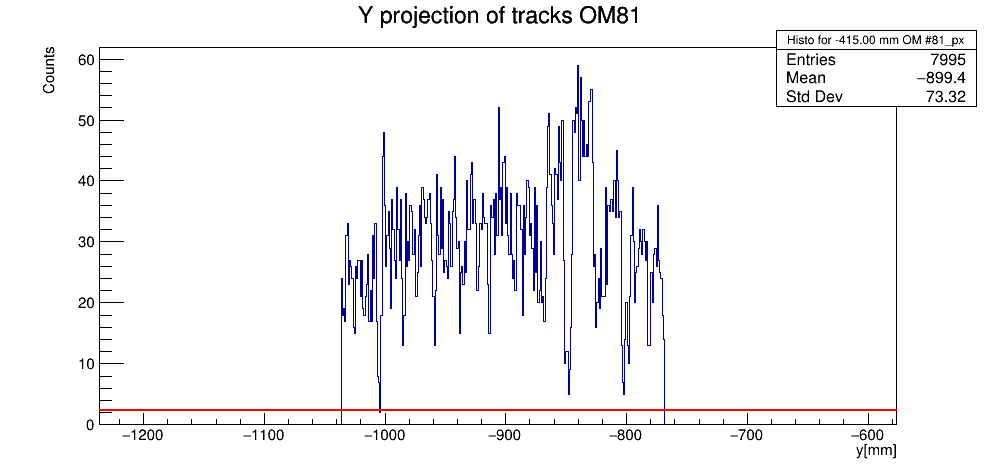 Y projection of tracks OM81
Histo for -415.00 mm OM #81_px
Entries 7995
Mean −899.4
Std Dev 73.32
Counts
60
50
40
30
20
10
0
−1200 −1100 −1000 −900 −800 −700 −600
y[mm]